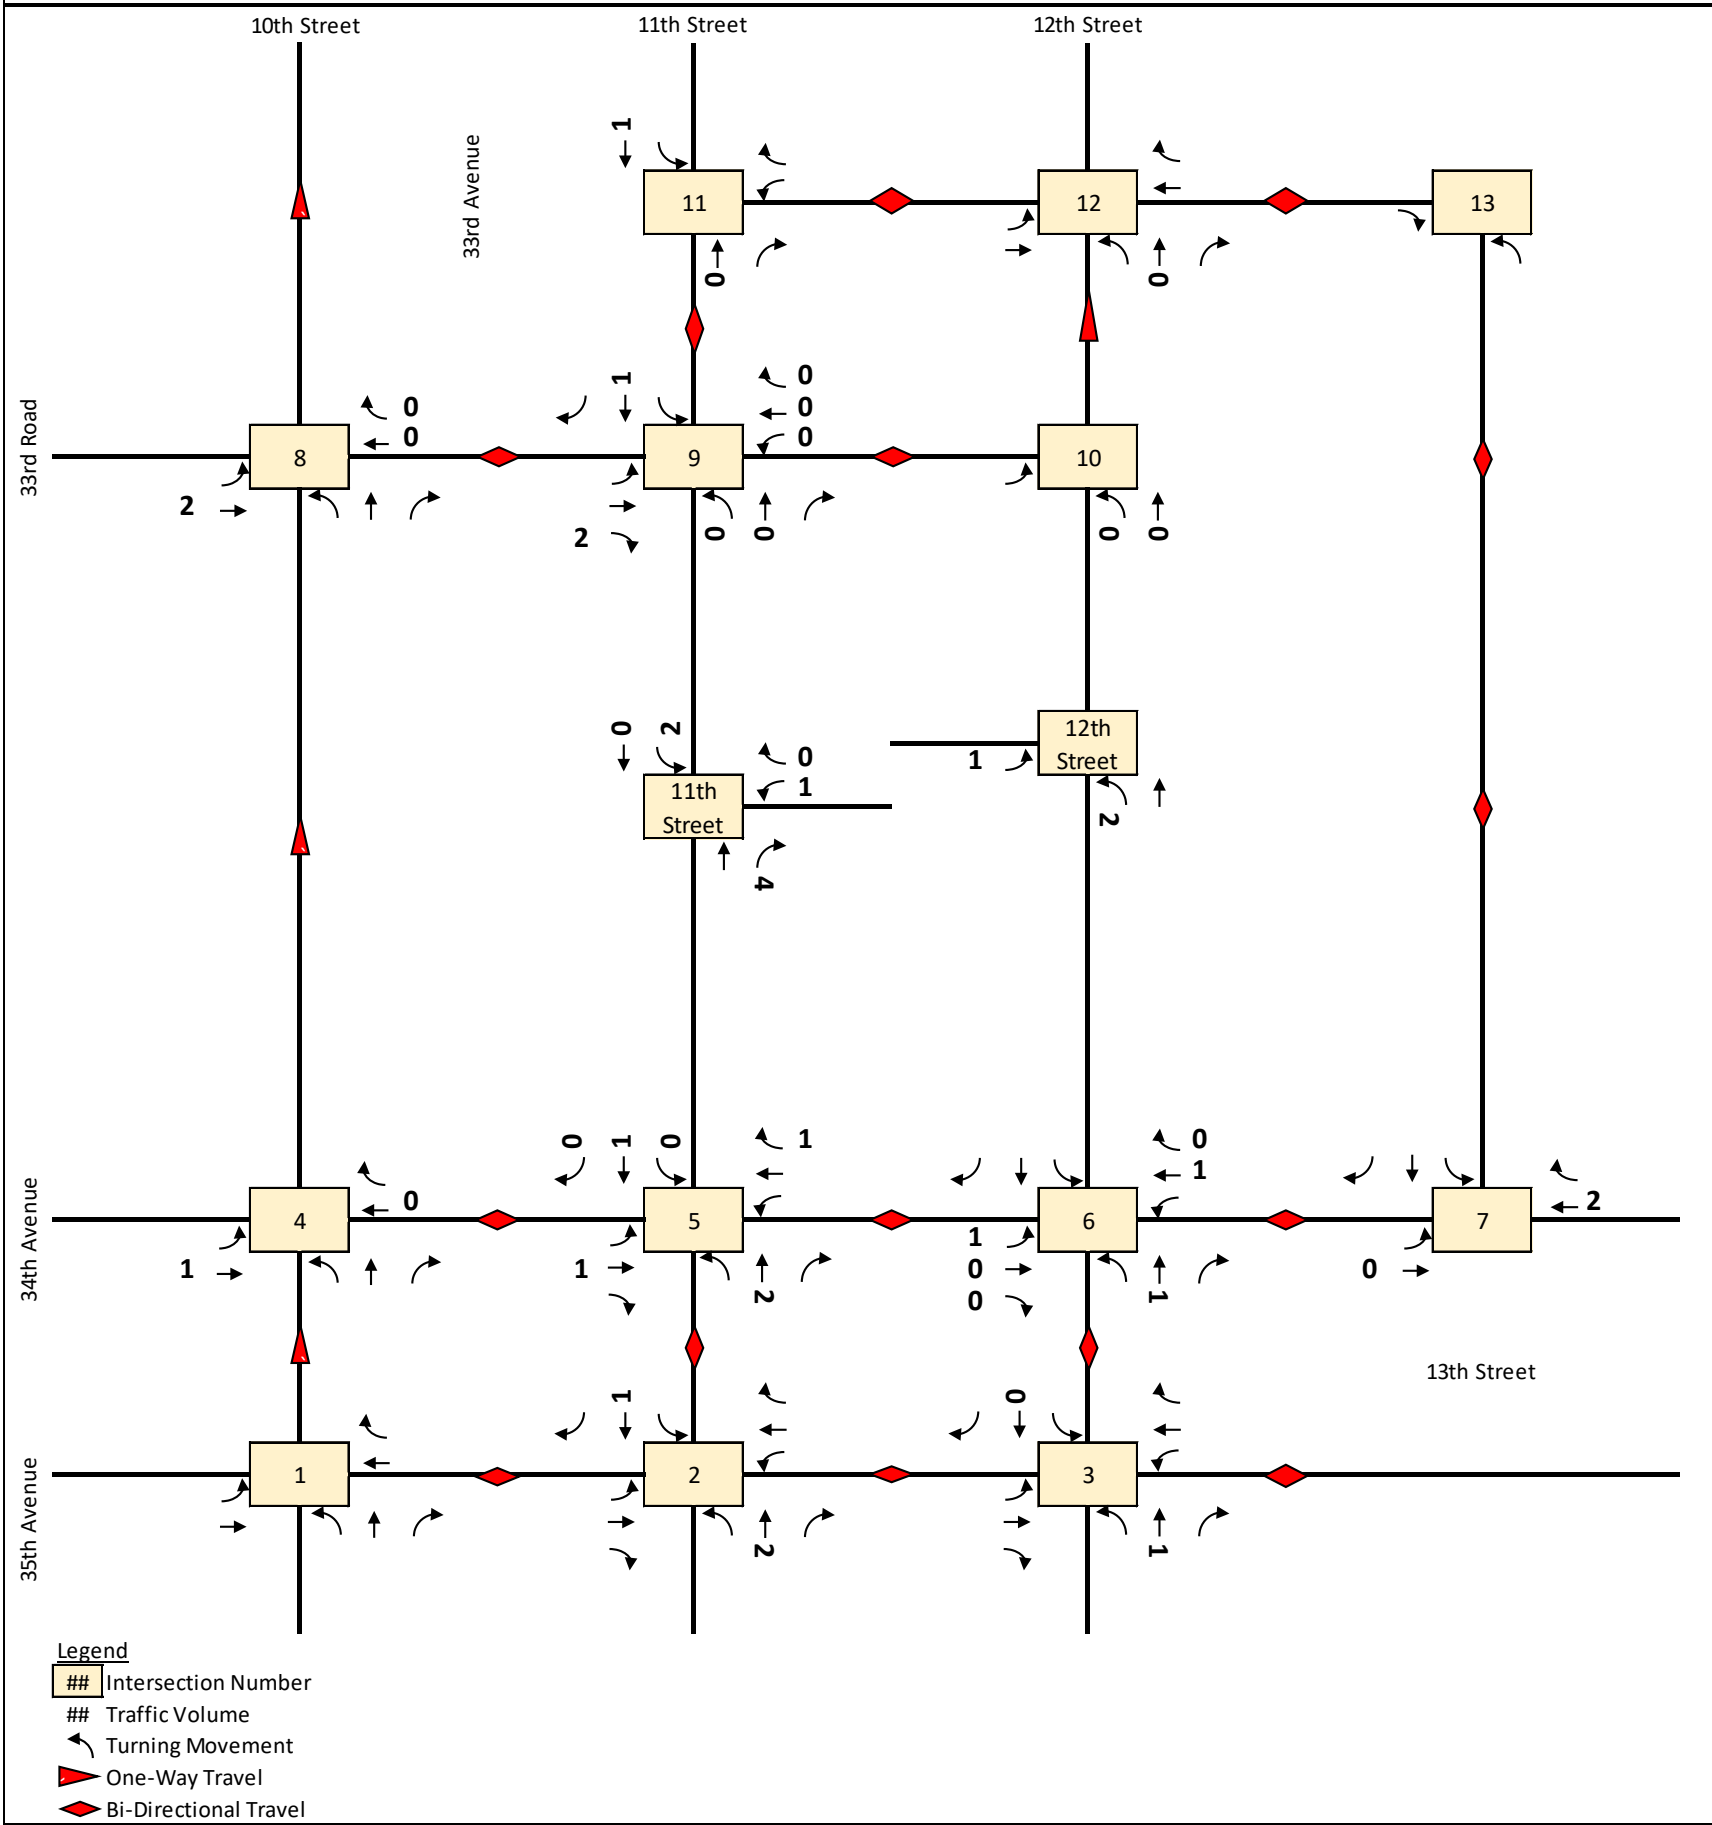 10th Street 11th Street 12th Street
33rd Avenue
1
11 12 13
0 0
33rd Road
1 0
0 0
0 0
8 9 10
2
2 0 0 0 0
12th
Street
0 2 0
1
1
11th
Street
2
4
34th Avenue
0 1 0 1 0
1
0 2
4 5 6 7
1 1 1 0 0
0
2 1
13th Street
35th Avenue
1 0
1 2 3
2 1
Legend
## Intersection Number
## Traffic Volume
Turning Movement
One-Way Travel
Bi-Directional Travel